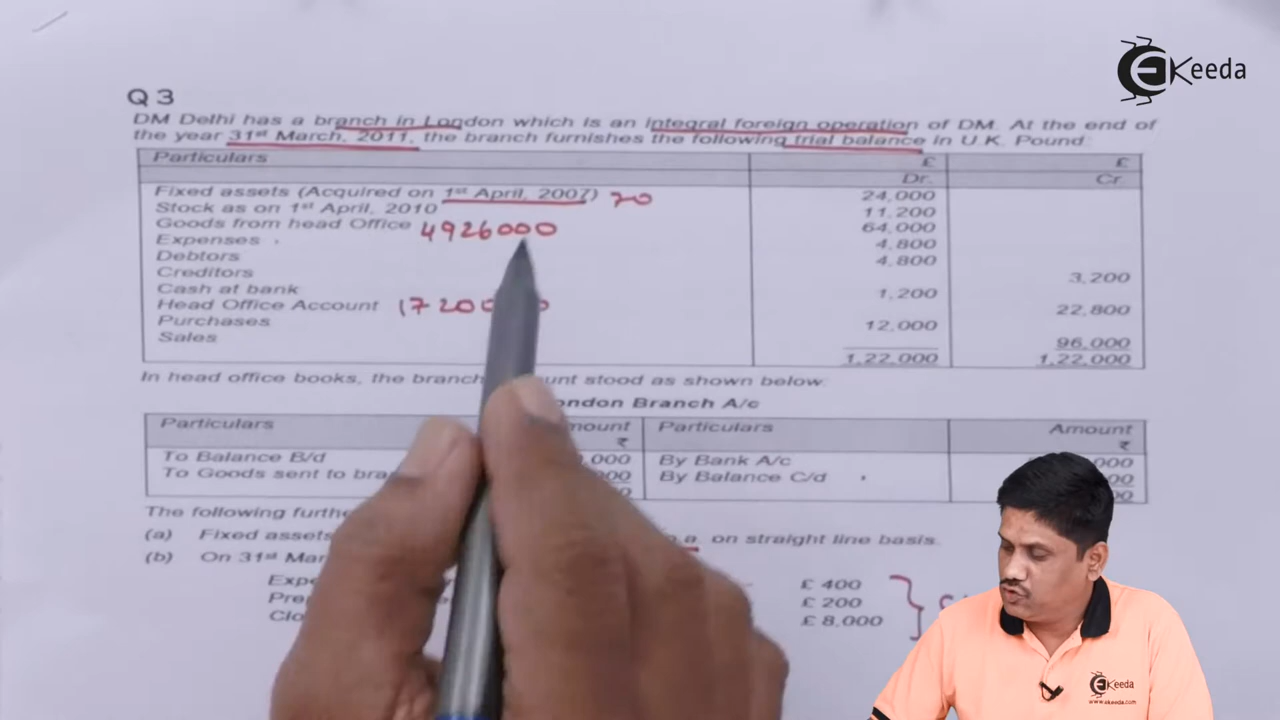 eKeeda
Q 3
DM Delhi has a branch in London which is an integral foreign operation of DM. At the end of
the year 31st March, 2011, the branch furnishes the following trial balance in U.K. Pound:
Particulars £ £
Dr. Cr.
Fixed assets (Acquired on 1st April, 2007) 70 24,000
Stock as on 1st April, 2010 11,200
Goods from head Office 4926000 64,000
Expenses 4,800
Debtors 4,800
Creditors 3,200
Cash at bank 1,200
Head Office Account 22,800
Purchases 12,000
Sales 96,000
1,22,000 1,22,000
In head office books, the branch stood as shown below:
London Branch A/c
Particulars Particulars Amount
₹ ₹
To Balance B/d By Bank A/c
To Goods sent to By Balance C/d
The following
(a) Fixed assets on straight line basis.
(b) On 31st
£ 400
£ 200
£ 8,000
eKeeda
www.ekeeda.com